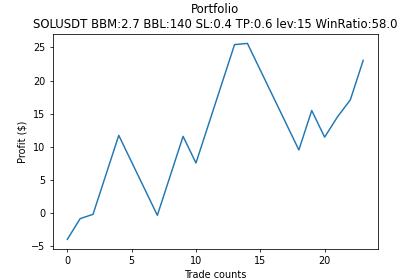 Portfolio
SOLUSDT BBM:2.7 BBL:140 SL:0.4 TP:0.6 lev:15 WinRatio:58.0
25
20
15
10
5
0
−5
Profit ($)
0 5 10 15 20
Trade counts